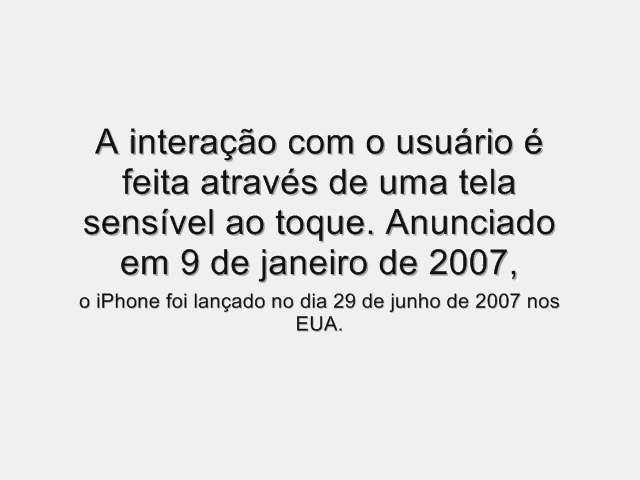 A interação com o usuário é
feita através de uma tela
sensível ao toque. Anunciado
em 9 de janeiro de 2007,
o iPhone foi lançado no dia 29 de junho de 2007 nos
EUA.